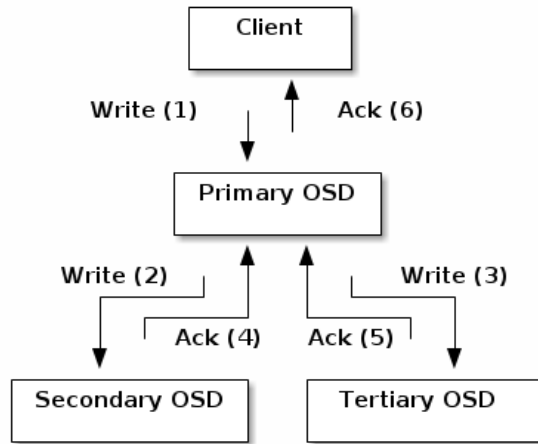 Client
Write (1)
Ack (6)
Primary OSD
Write (2)
Write (3)
Ack (4)
Ack (5)
Secondary OSD
Tertiary OSD